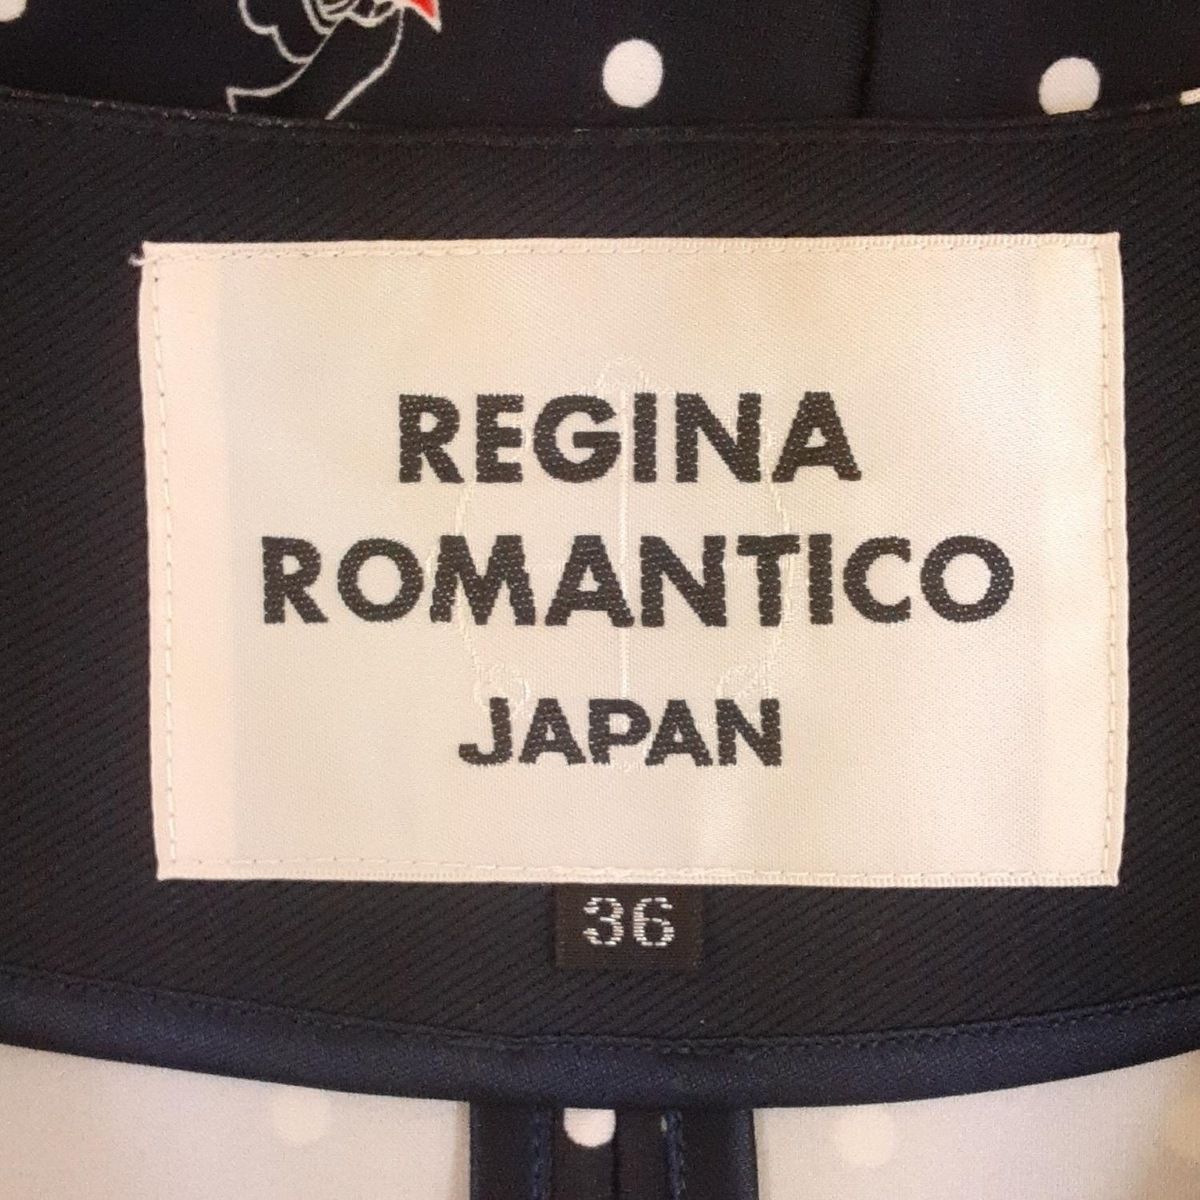 REGINA
ROMANTICO
JAPAN
36